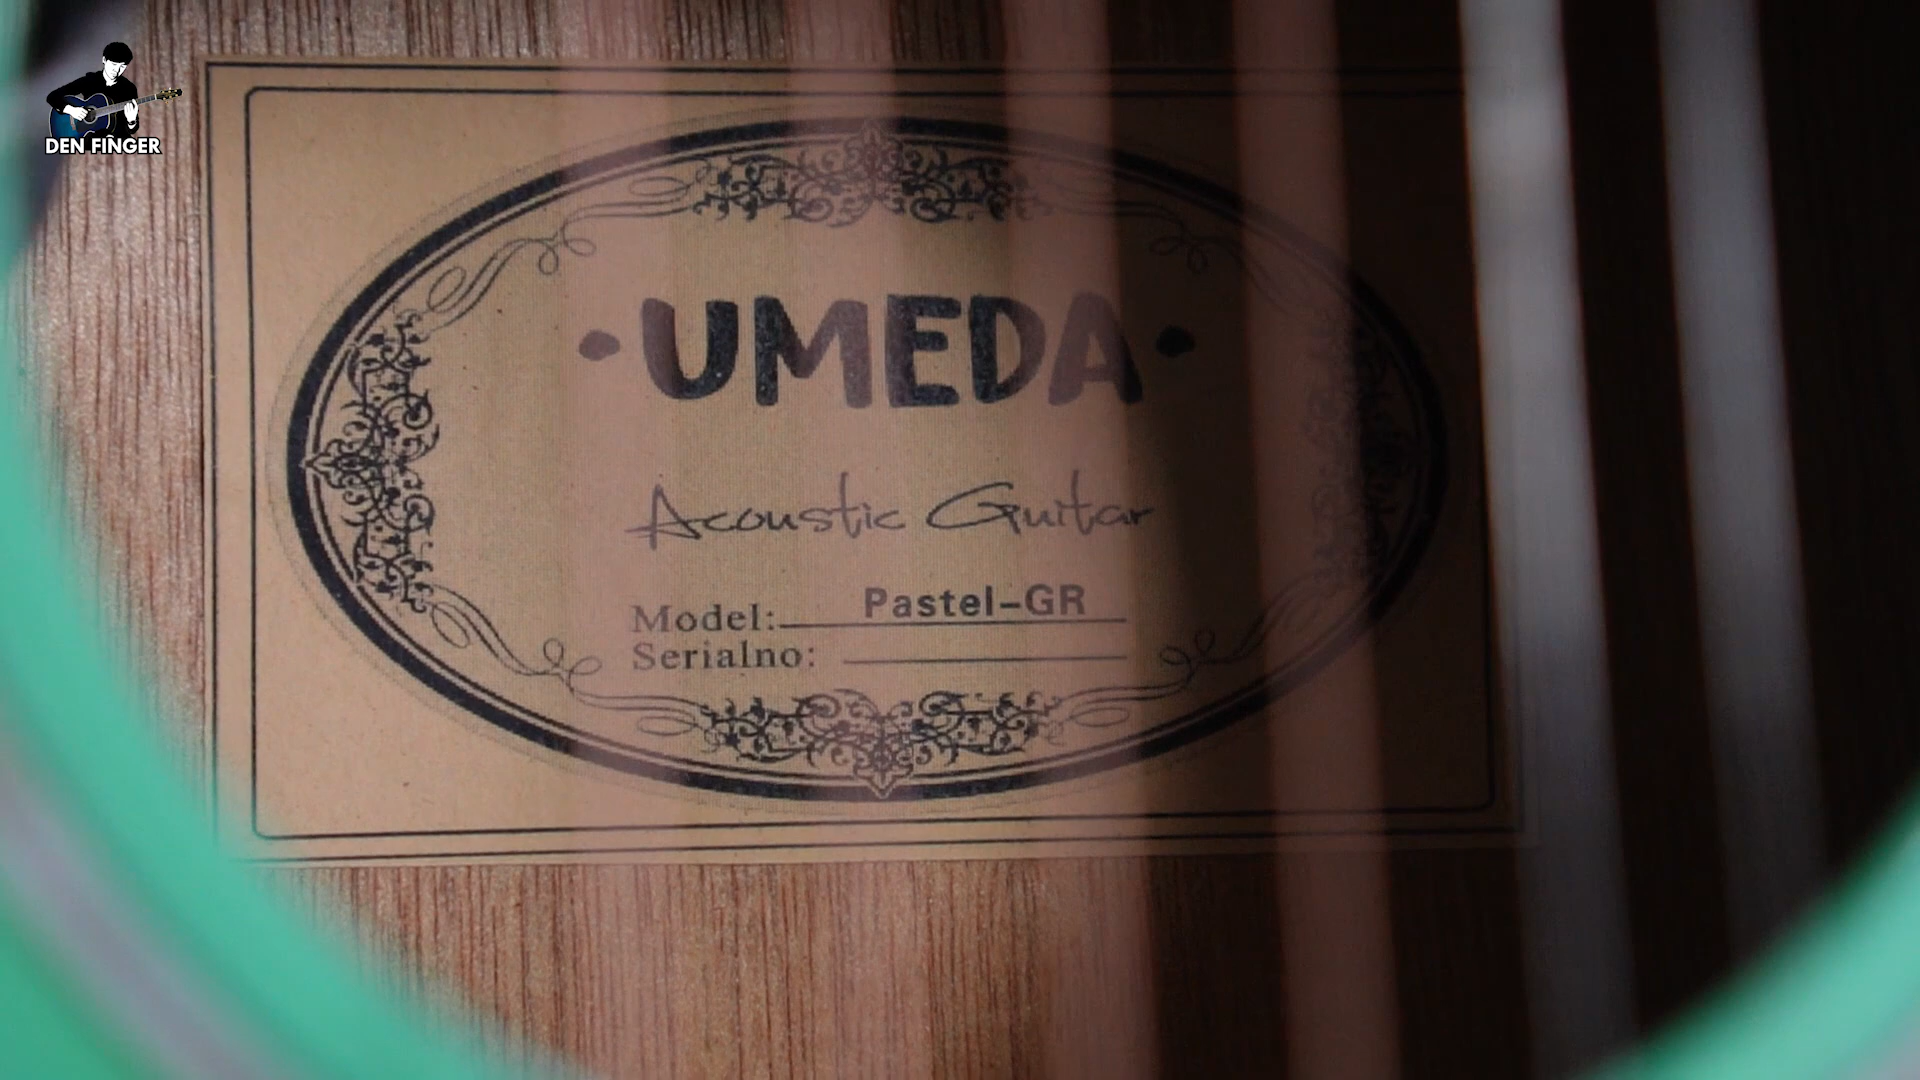 DEN FINGER
·UMEDA·
Acoustic Guitar
Model: Pastel-GR
Serialno: